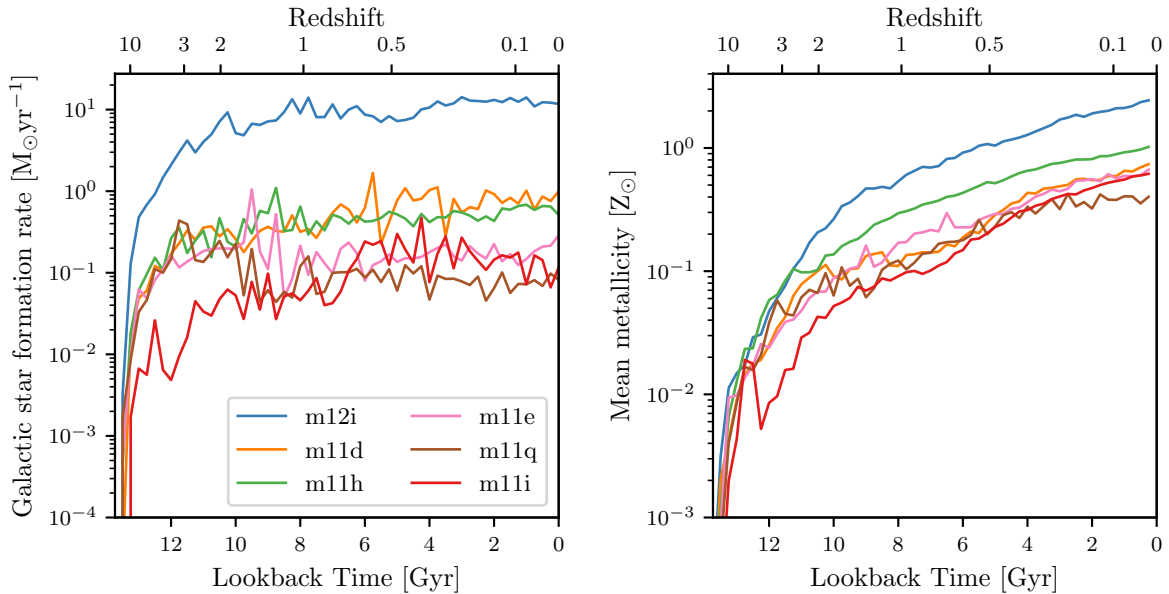 Redshift
10 3 2 1 0.5 0.1 0
Galactic star formation rate [M⊙yr⁻¹]
10¹
10⁰
10⁻¹
10⁻²
10⁻³
10⁻⁴
m12i
m11d
m11h
m11e
m11q
m11i
12 10 8 6 4 2 0
Lookback Time [Gyr]
Redshift
10 3 2 1 0.5 0.1 0
Mean metallicity [Z⊙]
10⁰
10⁻¹
10⁻²
10⁻³
12 10 8 6 4 2 0
Lookback Time [Gyr]